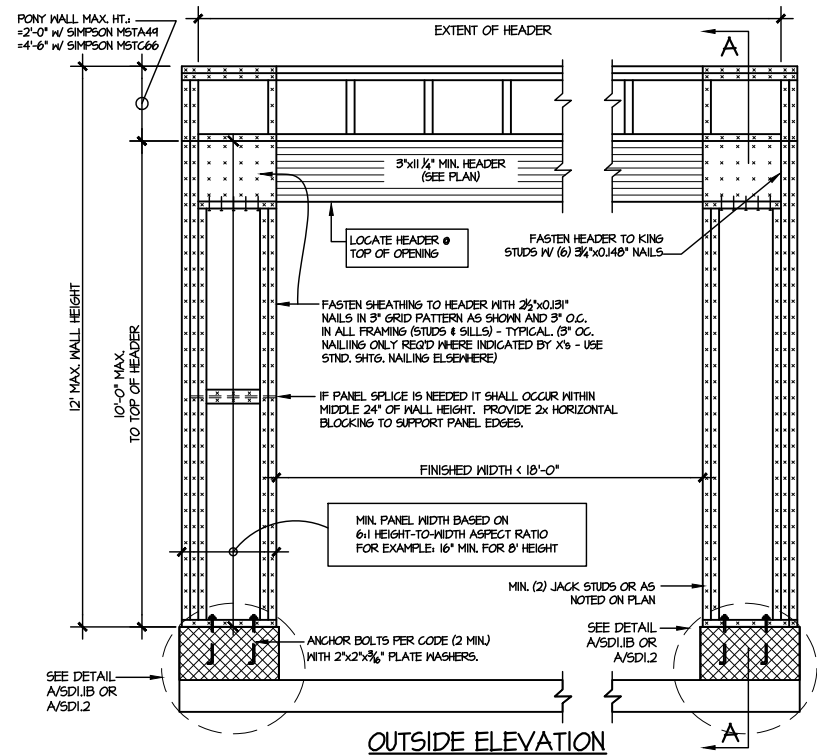 PONY WALL MAX. HT.:
=2'-0" W/ SIMPSON MSTA49
=4'-6" W/ SIMPSON MSTC66
EXTENT OF HEADER
A
3"x11 1/4" MIN. HEADER
(SEE PLAN)
LOCATE HEADER @
TOP OF OPENING
FASTEN HEADER TO KING
STUDS W/ (6) 3 1/4"x0.148" NAILS
12' MAX. WALL HEIGHT
10'-0" MAX.
TO TOP OF HEADER
FASTEN SHEATHING TO HEADER WITH 2 1/2"x0.131"
NAILS IN 3" GRID PATTERN AS SHOWN AND 3" O.C.
IN ALL FRAMING (STUDS & SILLS) - TYPICAL. (3" OC.
NAILIING ONLY REQ'D WHERE INDICATED BY X's - USE
STND. SHTG. NAILING ELSEWHERE)
IF PANEL SPLICE IS NEEDED IT SHALL OCCUR WITHIN
MIDDLE 24" OF WALL HEIGHT. PROVIDE 2x HORIZONTAL
BLOCKING TO SUPPORT PANEL EDGES.
FINISHED WIDTH < 18'-0"
MIN. PANEL WIDTH BASED ON
6:1 HEIGHT-TO-WIDTH ASPECT RATIO
FOR EXAMPLE: 16" MIN. FOR 8' HEIGHT
MIN. (2) JACK STUDS OR AS
NOTED ON PLAN
ANCHOR BOLTS PER CODE (2 MIN.)
WITH 2"x2"x3/16" PLATE WASHERS.
SEE DETAIL
A/SD1.1B OR
A/SD1.2
SEE DETAIL
A/SD1.1B OR
A/SD1.2
A
OUTSIDE ELEVATION